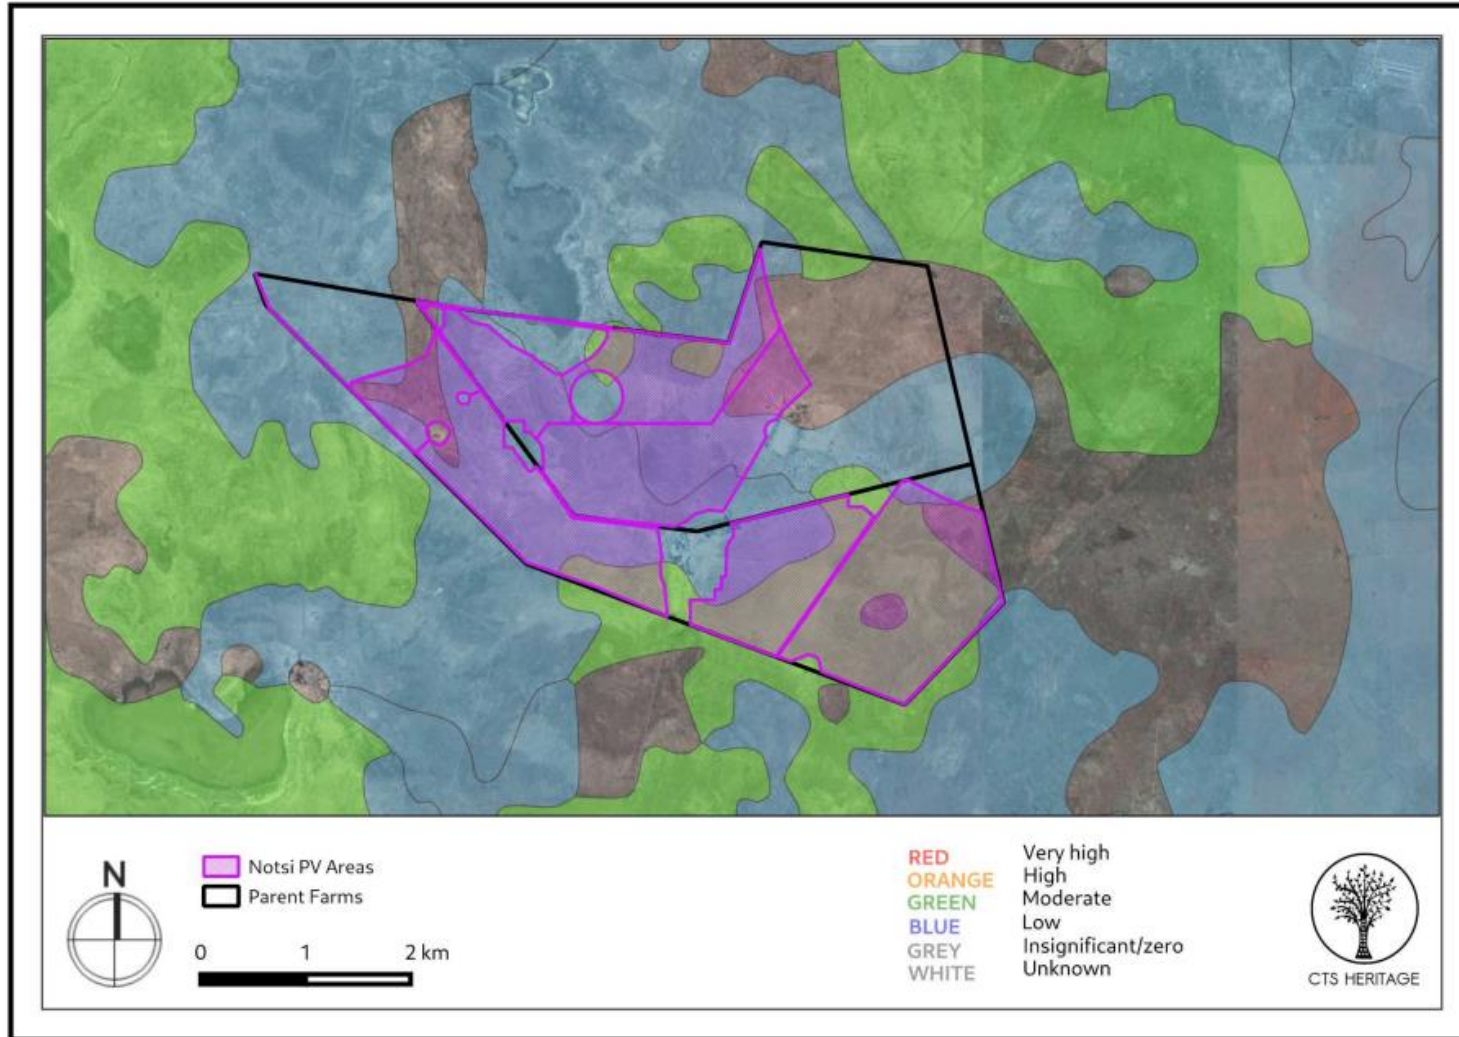 N
Notsi PV Areas
Parent Farms
0 1 2 km
RED Very high
ORANGE High
GREEN Moderate
BLUE Low
GREY Insignificant/zero
WHITE Unknown
CTS HERITAGE